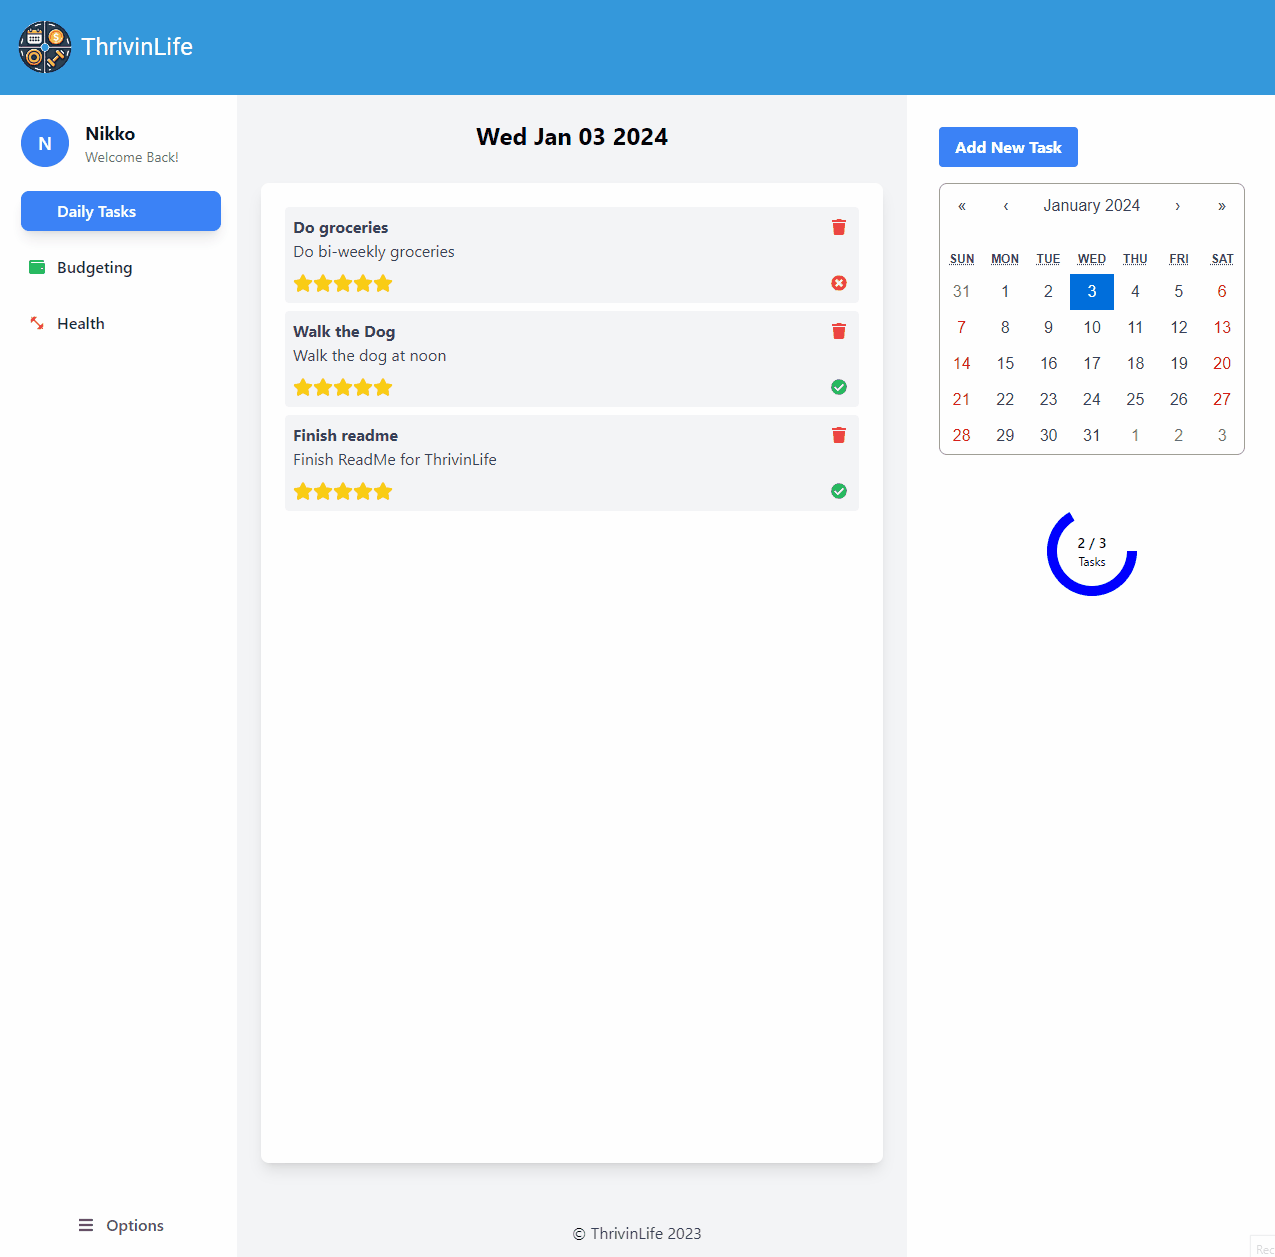 ThrivinLife
N
Nikko
Welcome Back!
Daily Tasks
Budgeting
Health
Options
Wed Jan 03 2024
Do groceries
Do bi-weekly groceries
Walk the Dog
Walk the dog at noon
Finish readme
Finish ReadMe for ThrivinLife
© ThrivinLife 2023
Add New Task
« ‹ January 2024 › »
SUN MON TUE WED THU FRI SAT
31 1 2 3 4 5 6
7 8 9 10 11 12 13
14 15 16 17 18 19 20
21 22 23 24 25 26 27
28 29 30 31 1 2 3
2 / 3
Tasks